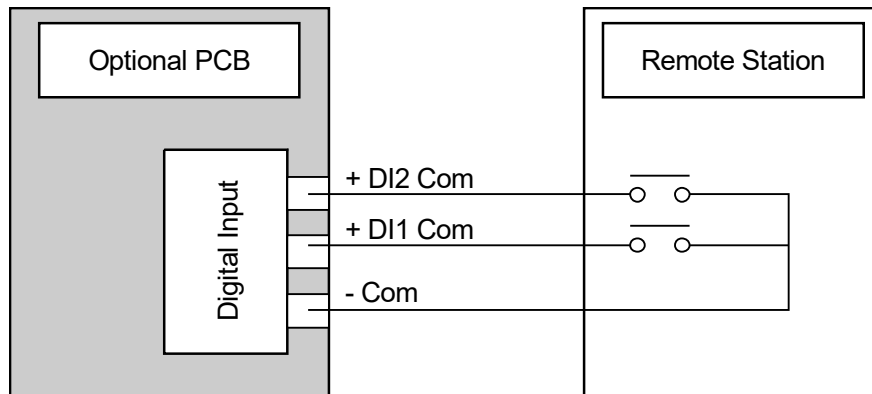 Optional PCB
Remote Station
Digital Input
+ DI2 Com
+ DI1 Com
- Com